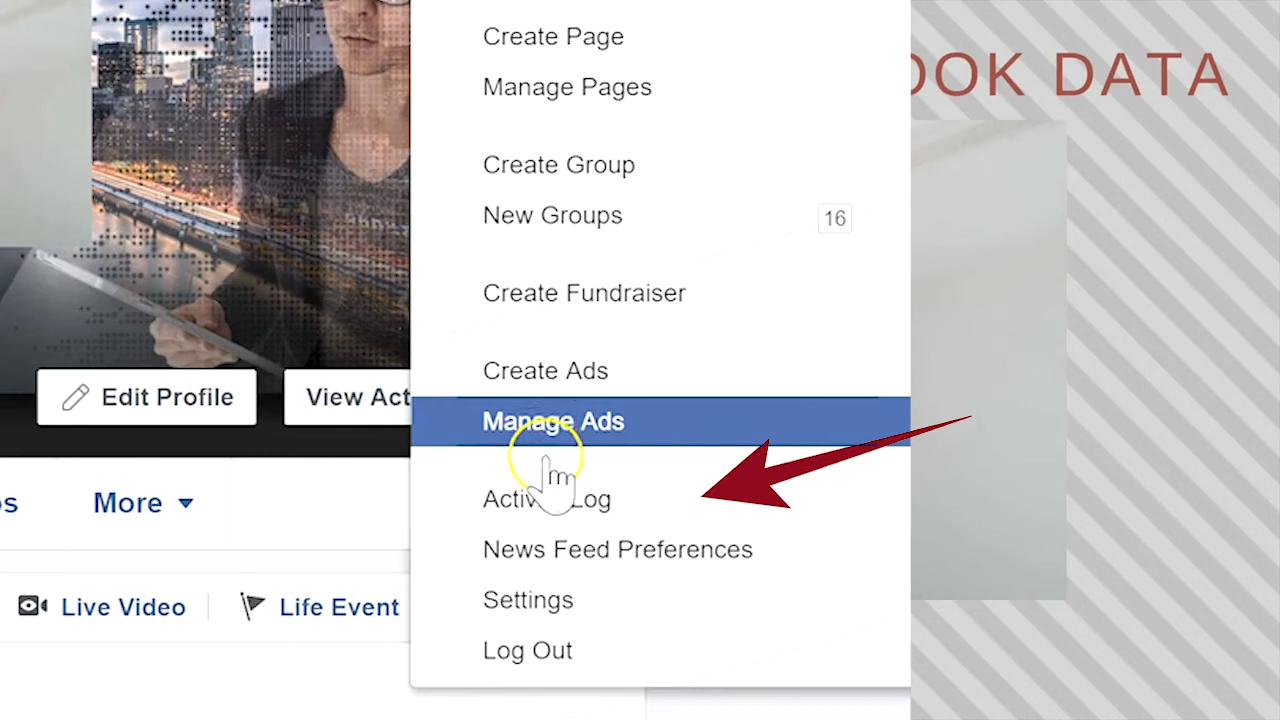 Create Page
OOK DATA
Manage Pages
Create Group
New Groups
16
Create Fundraiser
Create Ads
Edit Profile
View Act
Manage Ads
s
More
Activ Log
News Feed Preferences
Live Video
Life Event
Settings
Log Out